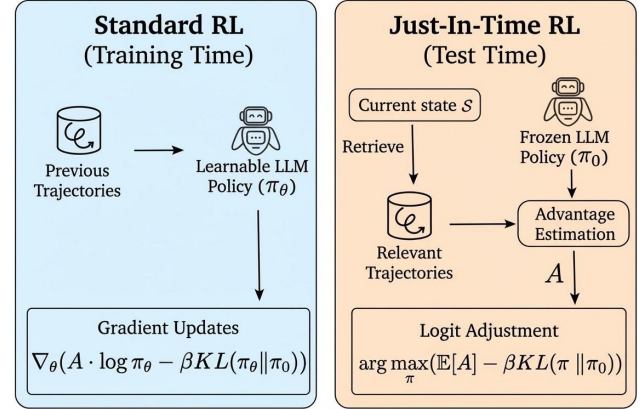 Standard RL
(Training Time)
Previous
Trajectories
Learnable LLM
Policy (π_θ)
Gradient Updates
∇_θ(A · log π_θ − βKL(π_θ∥π_0))
Just-In-Time RL
(Test Time)
Current state 𝒮
Retrieve
Frozen LLM
Policy (π_0)
Relevant
Trajectories
Advantage
Estimation
A
Logit Adjustment
arg max_π(𝔼[A] − βKL(π ∥π_0))